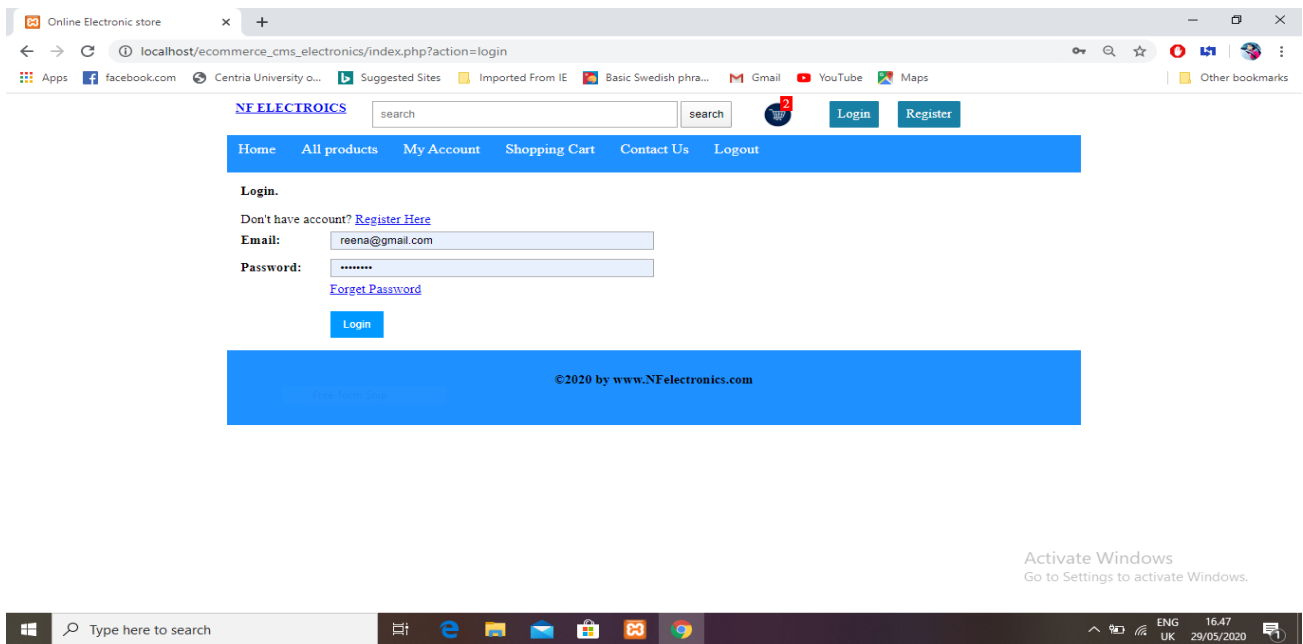 Online Electronic store
localhost/ecommerce_cms_electronics/index.php?action=login
Apps facebook.com Centria University o... Suggested Sites Imported From IE Basic Swedish phra... Gmail YouTube Maps Other bookmarks
NF ELECTROICS search search 2 Login Register
Home All products My Account Shopping Cart Contact Us Logout
Login.
Don't have account? Register Here
Email: reena@gmail.com
Password: ••••••••
Forget Password
Login
©2020 by www.NFelectronics.com
Activate Windows
Go to Settings to activate Windows.
Type here to search ENG 16.47
UK 29/05/2020